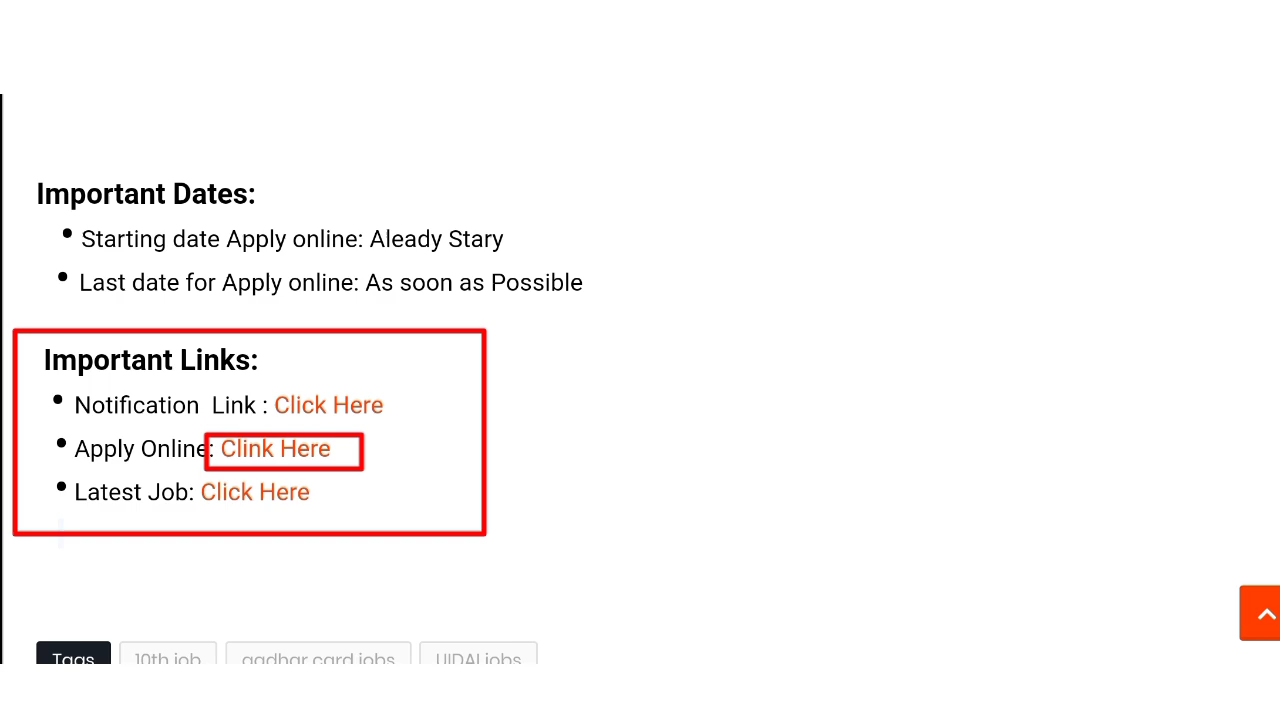 Important Dates:
Starting date Apply online: Aleady Stary
Last date for Apply online: As soon as Possible
Important Links:
Notification Link : Click Here
Apply Online: Clink Here
Latest Job: Click Here
Tags 10th job aadhar card jobs UIDAI jobs